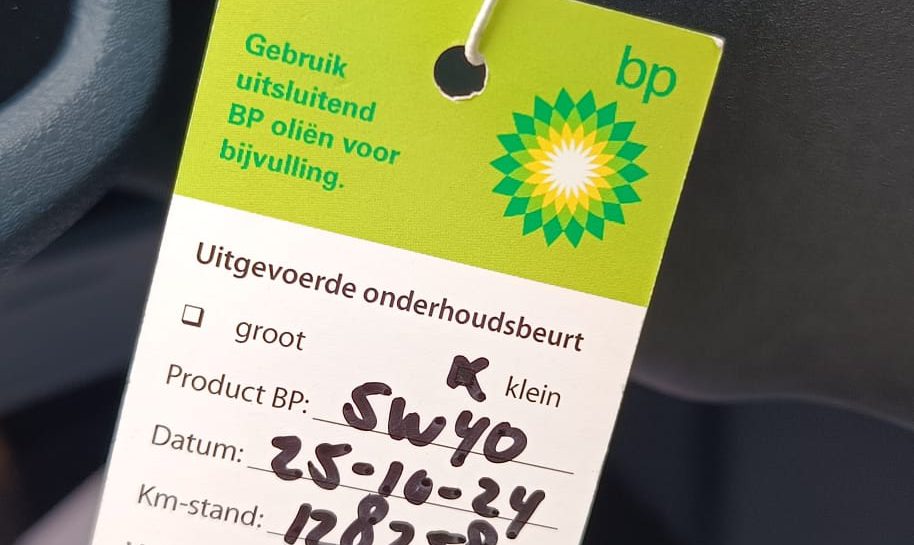 Gebruik
uitsluitend
BP oliën voor
bijvulling.
bp
Uitgevoerde onderhoudsbeurt
groot
klein
Product BP: 5W40
Datum: 25-10-24
Km-stand: